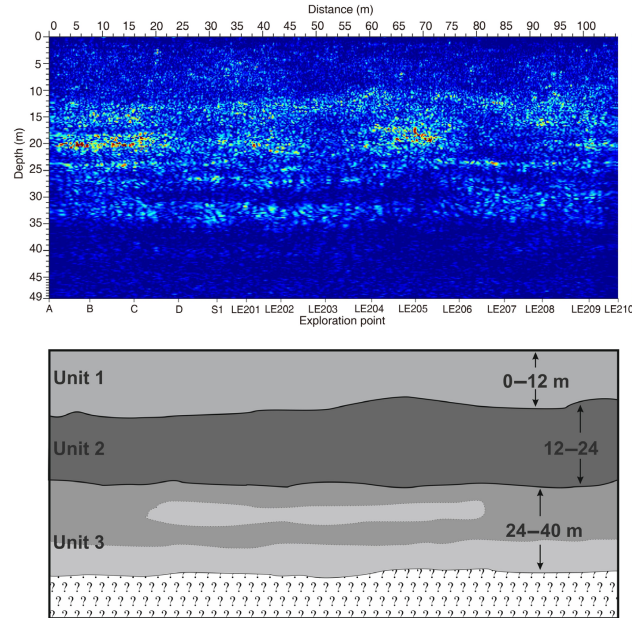 Distance (m)
0 5 10 15 20 25 30 35 40 45 50 55 60 65 70 75 80 85 90 95 100
Depth (m)
0
5
10
15
20
25
30
35
40
45
49
A B C D S1 LE201 LE202 LE203 LE204 LE205 LE206 LE207 LE208 LE209 LE210
Exploration point
Unit 1
0–12 m
Unit 2
12–24
Unit 3
24–40 m
? ? ? ? ? ? ? ? ? ? ? ? ? ? ? ? ? ? ? ? ? ? ? ? ? ? ? ? ? ? ? ? ? ?